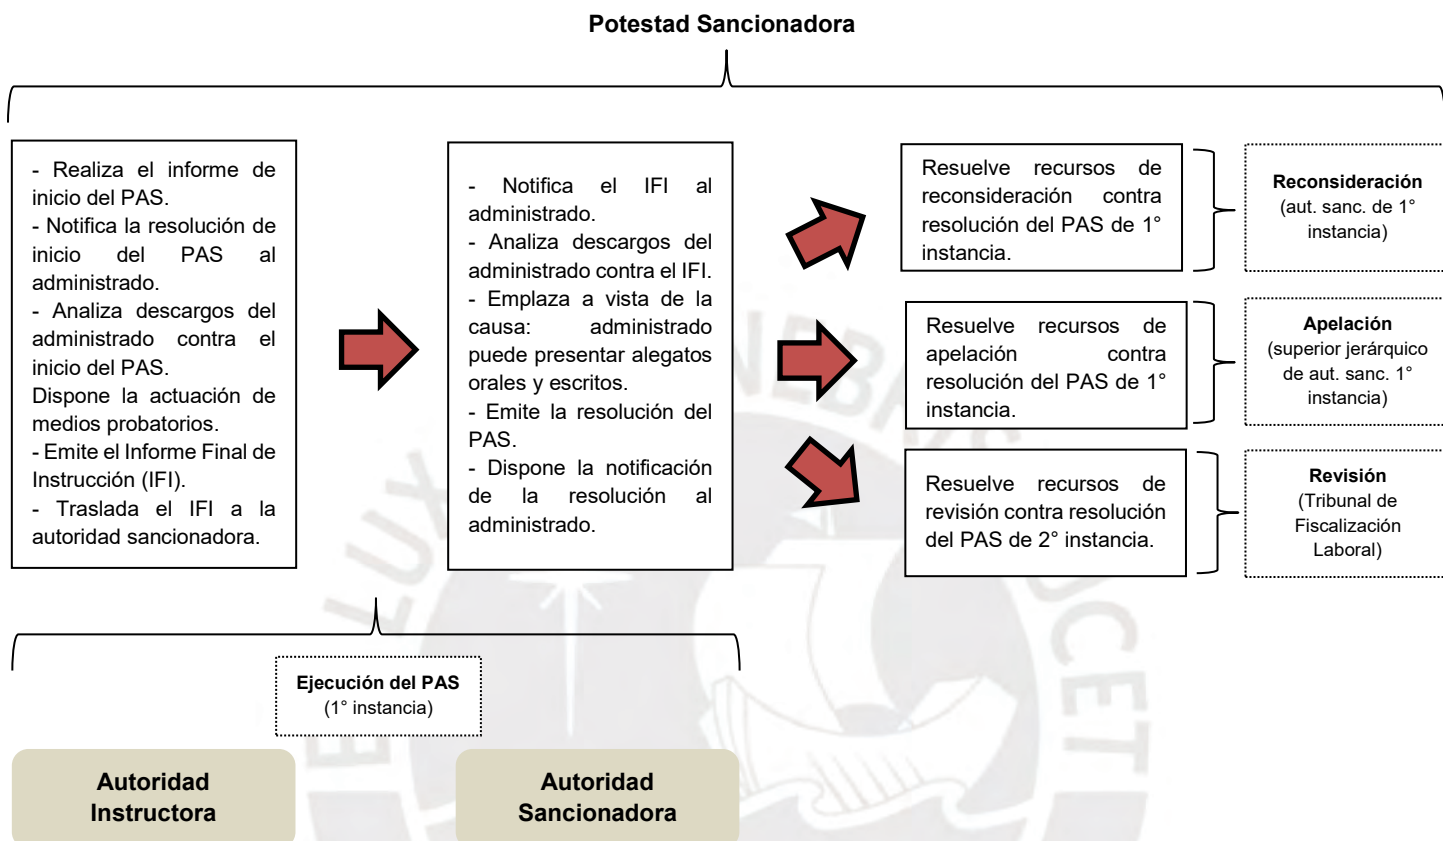 Potestad Sancionadora
- Realiza el informe de
inicio del PAS.
- Notifica la resolución de
inicio del PAS al
administrado.
- Analiza descargos del
administrado contra el
inicio del PAS.
Dispone la actuación de
medios probatorios.
- Emite el Informe Final de
Instrucción (IFI).
- Traslada el IFI a la
autoridad sancionadora.
- Notifica el IFI al
administrado.
- Analiza descargos del
administrado contra el IFI.
- Emplaza a vista de la
causa: administrado
puede presentar alegatos
orales y escritos.
- Emite la resolución del
PAS.
- Dispone la notificación
de la resolución al
administrado.
Resuelve recursos de
reconsideración contra
resolución del PAS de 1°
instancia.
Reconsideración
(aut. sanc. de 1°
instancia)
Resuelve recursos de
apelación contra
resolución del PAS de 1°
instancia.
Apelación
(superior jerárquico
de aut. sanc. 1°
instancia)
Resuelve recursos de
revisión contra resolución
del PAS de 2° instancia.
Revisión
(Tribunal de
Fiscalización
Laboral)
Ejecución del PAS
(1° instancia)
Autoridad
Instructora
Autoridad
Sancionadora